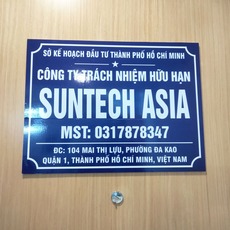 SỞ KẾ HOẠCH ĐẦU TƯ THÀNH PHỐ HỒ CHÍ MINH
CÔNG TY TRÁCH NHIỆM HỮU HẠN
SUNTECH ASIA
MST: 0317878347
ĐC: 104 MAI THỊ LỰU, PHƯỜNG ĐA KAO
QUẬN 1, THÀNH PHỐ HỒ CHÍ MINH, VIỆT NAM